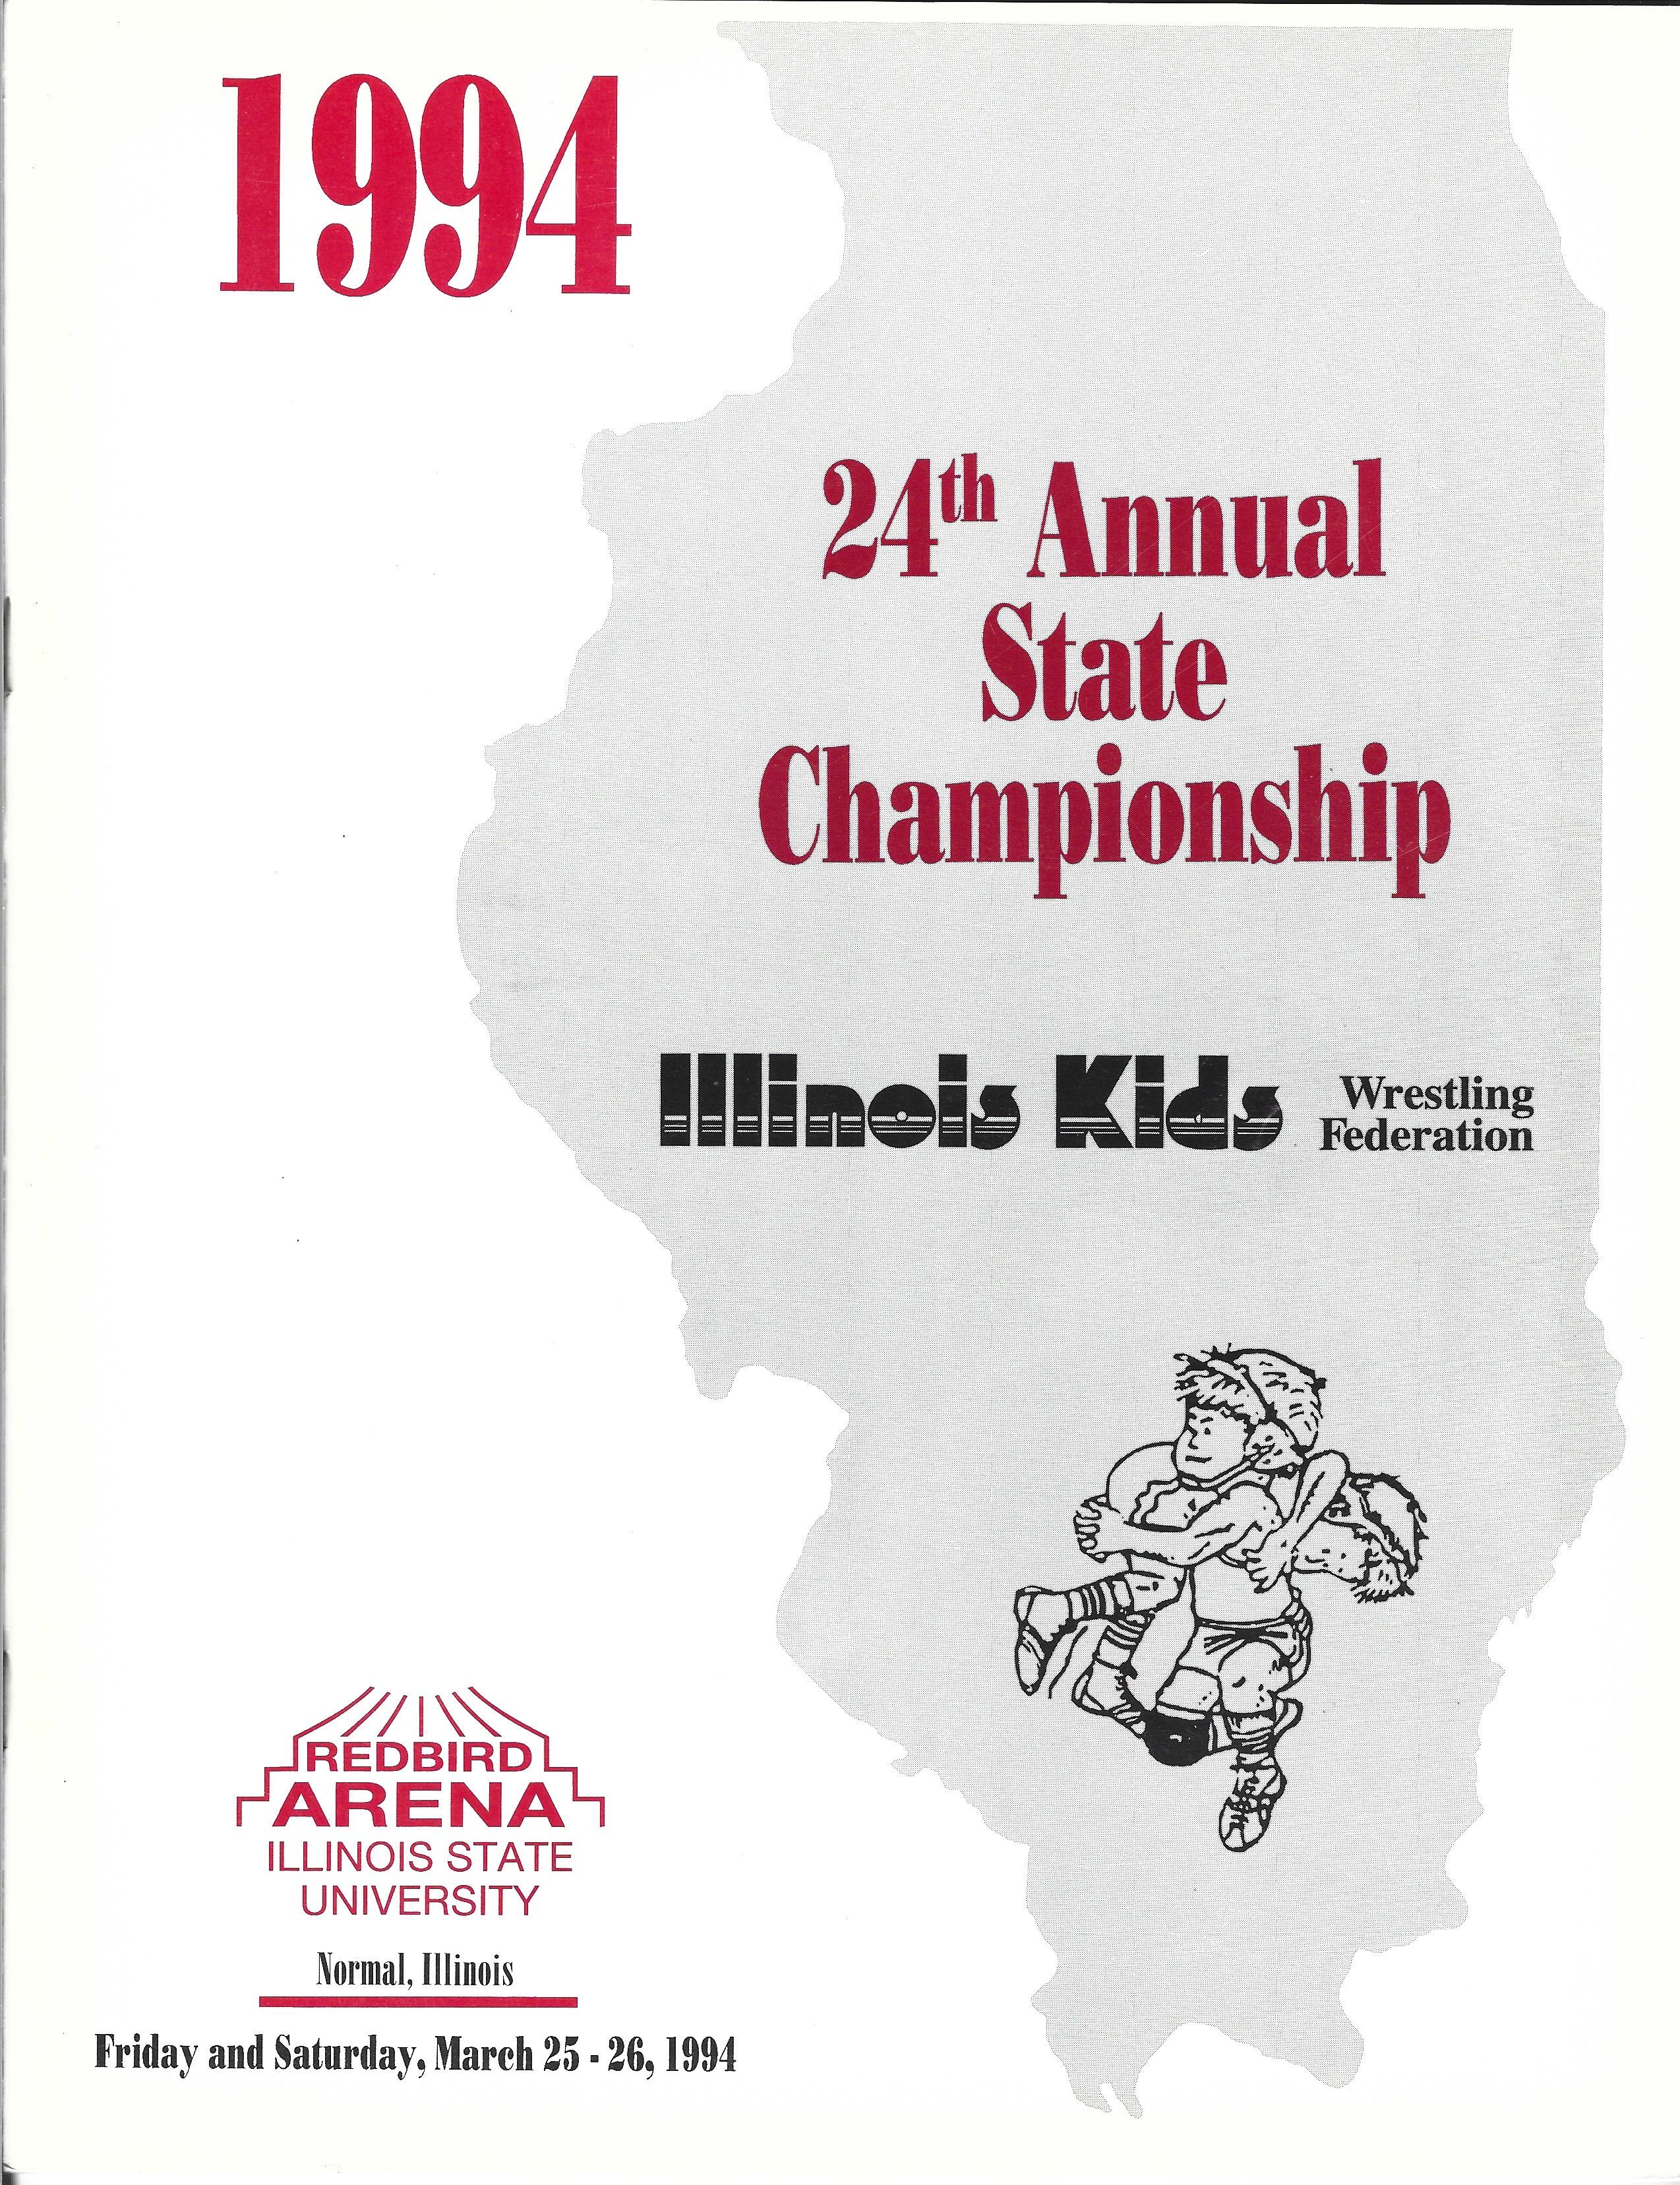 1994
24th Annual
State
Championship
Illinois Kids Wrestling Federation
REDBIRD
ARENA
ILLINOIS STATE
UNIVERSITY
Normal, Illinois
Friday and Saturday, March 25 - 26, 1994